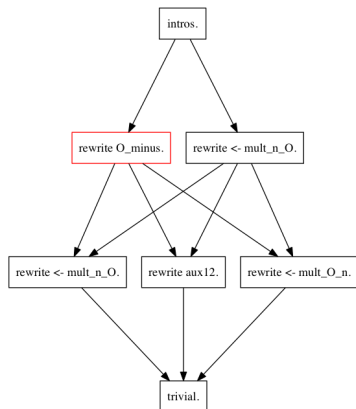 intros.
rewrite O_minus.
rewrite <- mult_n_O.
rewrite <- mult_n_O.
rewrite aux12.
rewrite <- mult_O_n.
trivial.